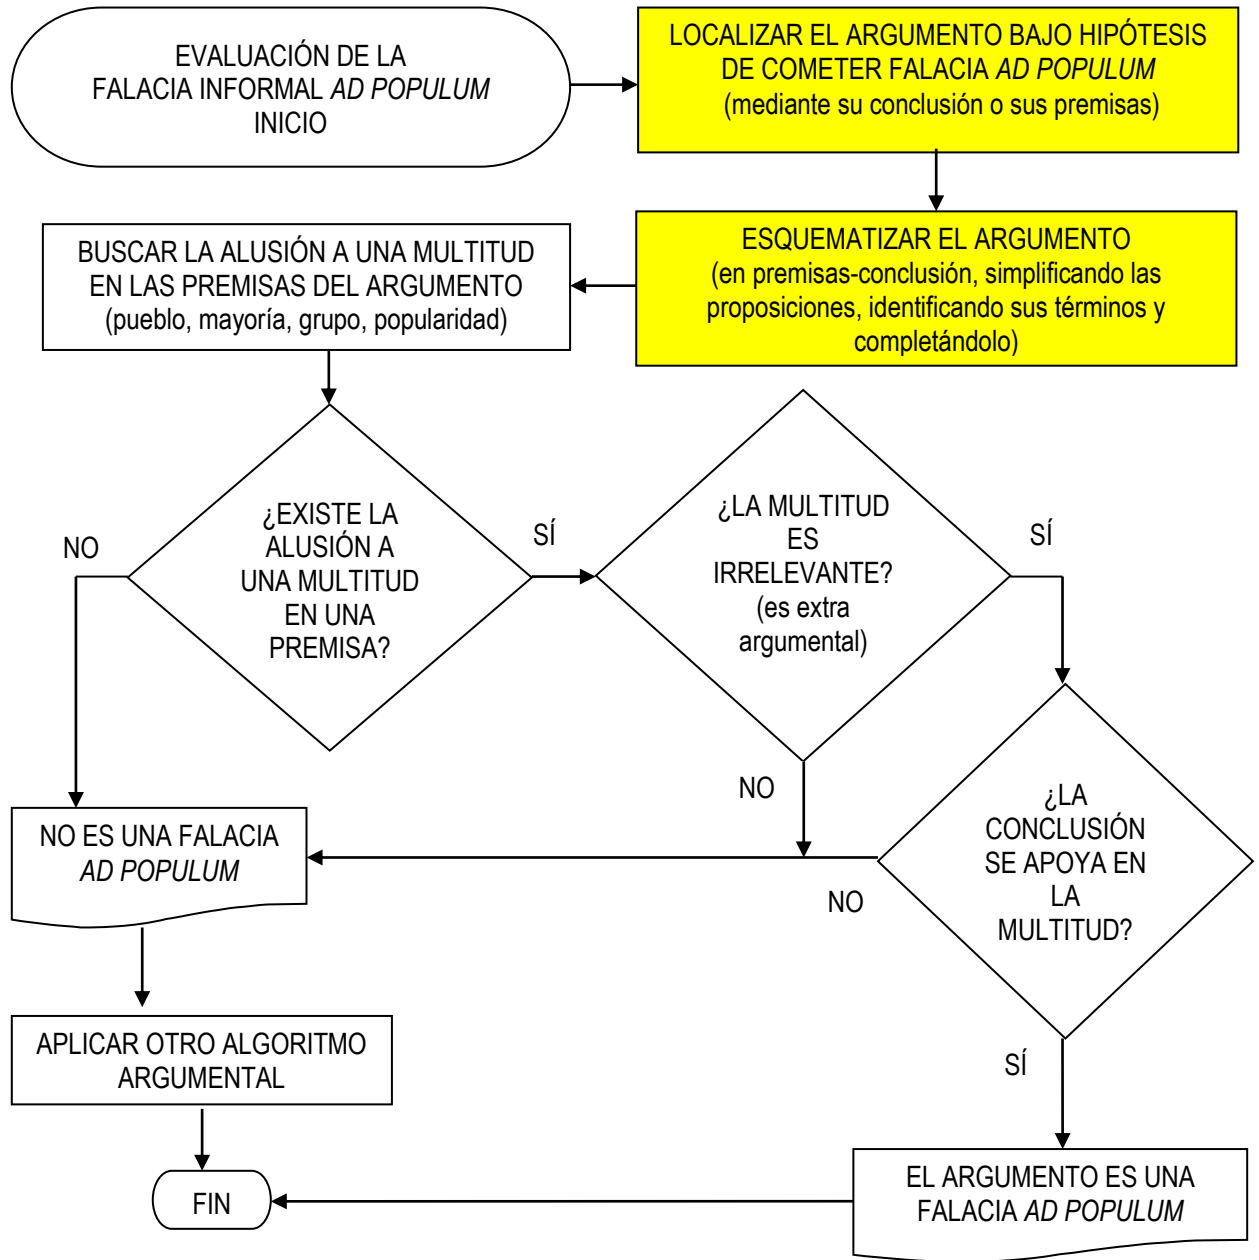 EVALUACIÓN DE LA
FALACIA INFORMAL AD POPULUM
INICIO
LOCALIZAR EL ARGUMENTO BAJO HIPÓTESIS
DE COMETER FALACIA AD POPULUM
(mediante su conclusión o sus premisas)
ESQUEMATIZAR EL ARGUMENTO
(en premisas-conclusión, simplificando las
proposiciones, identificando sus términos y
completándolo)
BUSCAR LA ALUSIÓN A UNA MULTITUD
EN LAS PREMISAS DEL ARGUMENTO
(pueblo, mayoría, grupo, popularidad)
¿EXISTE LA
ALUSIÓN A
UNA MULTITUD
EN UNA
PREMISA?
NO
SÍ
¿LA MULTITUD
ES
IRRELEVANTE?
(es extra
argumental)
SÍ
NO
¿LA
CONCLUSIÓN
SE APOYA EN
LA
MULTITUD?
NO
SÍ
NO ES UNA FALACIA
AD POPULUM
APLICAR OTRO ALGORITMO
ARGUMENTAL
EL ARGUMENTO ES UNA
FALACIA AD POPULUM
FIN